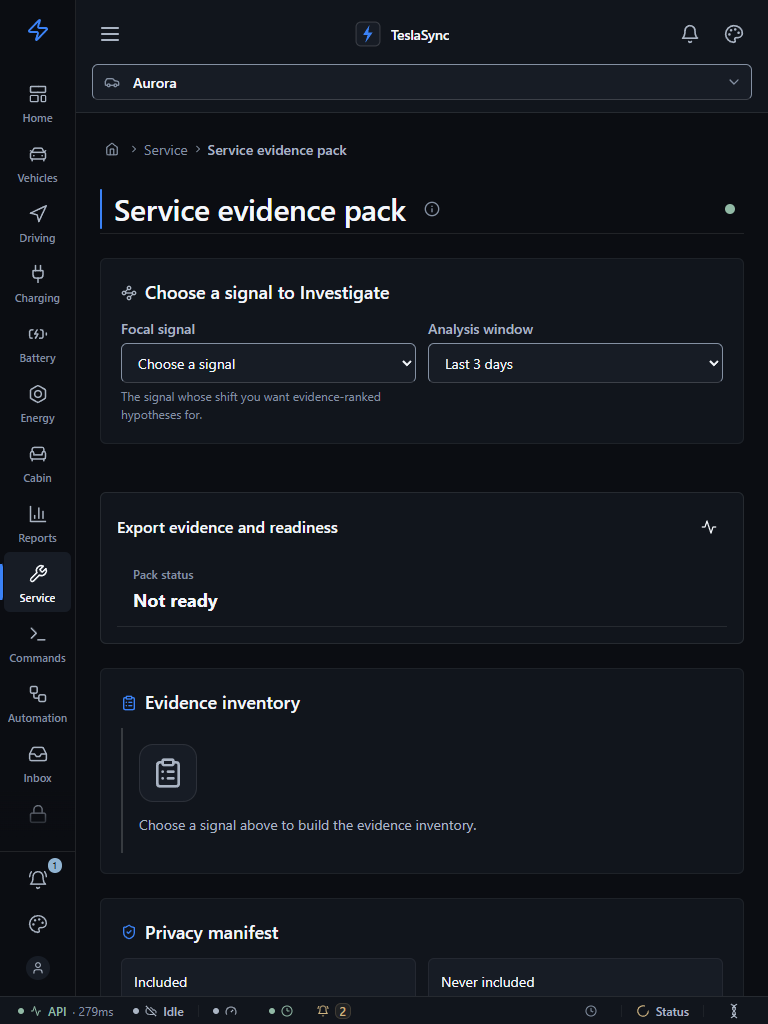 TeslaSync
Aurora
Home
Vehicles
Driving
Charging
Battery
Energy
Cabin
Reports
Service
Commands
Automation
Inbox
1
Service
Service evidence pack
Service evidence pack
Choose a signal to Investigate
Focal signal
Analysis window
Choose a signal
Last 3 days
The signal whose shift you want evidence-ranked
hypotheses for.
Export evidence and readiness
Pack status
Not ready
Evidence inventory
Choose a signal above to build the evidence inventory.
Privacy manifest
Included
Never included
API · 279ms
Idle
2
Status